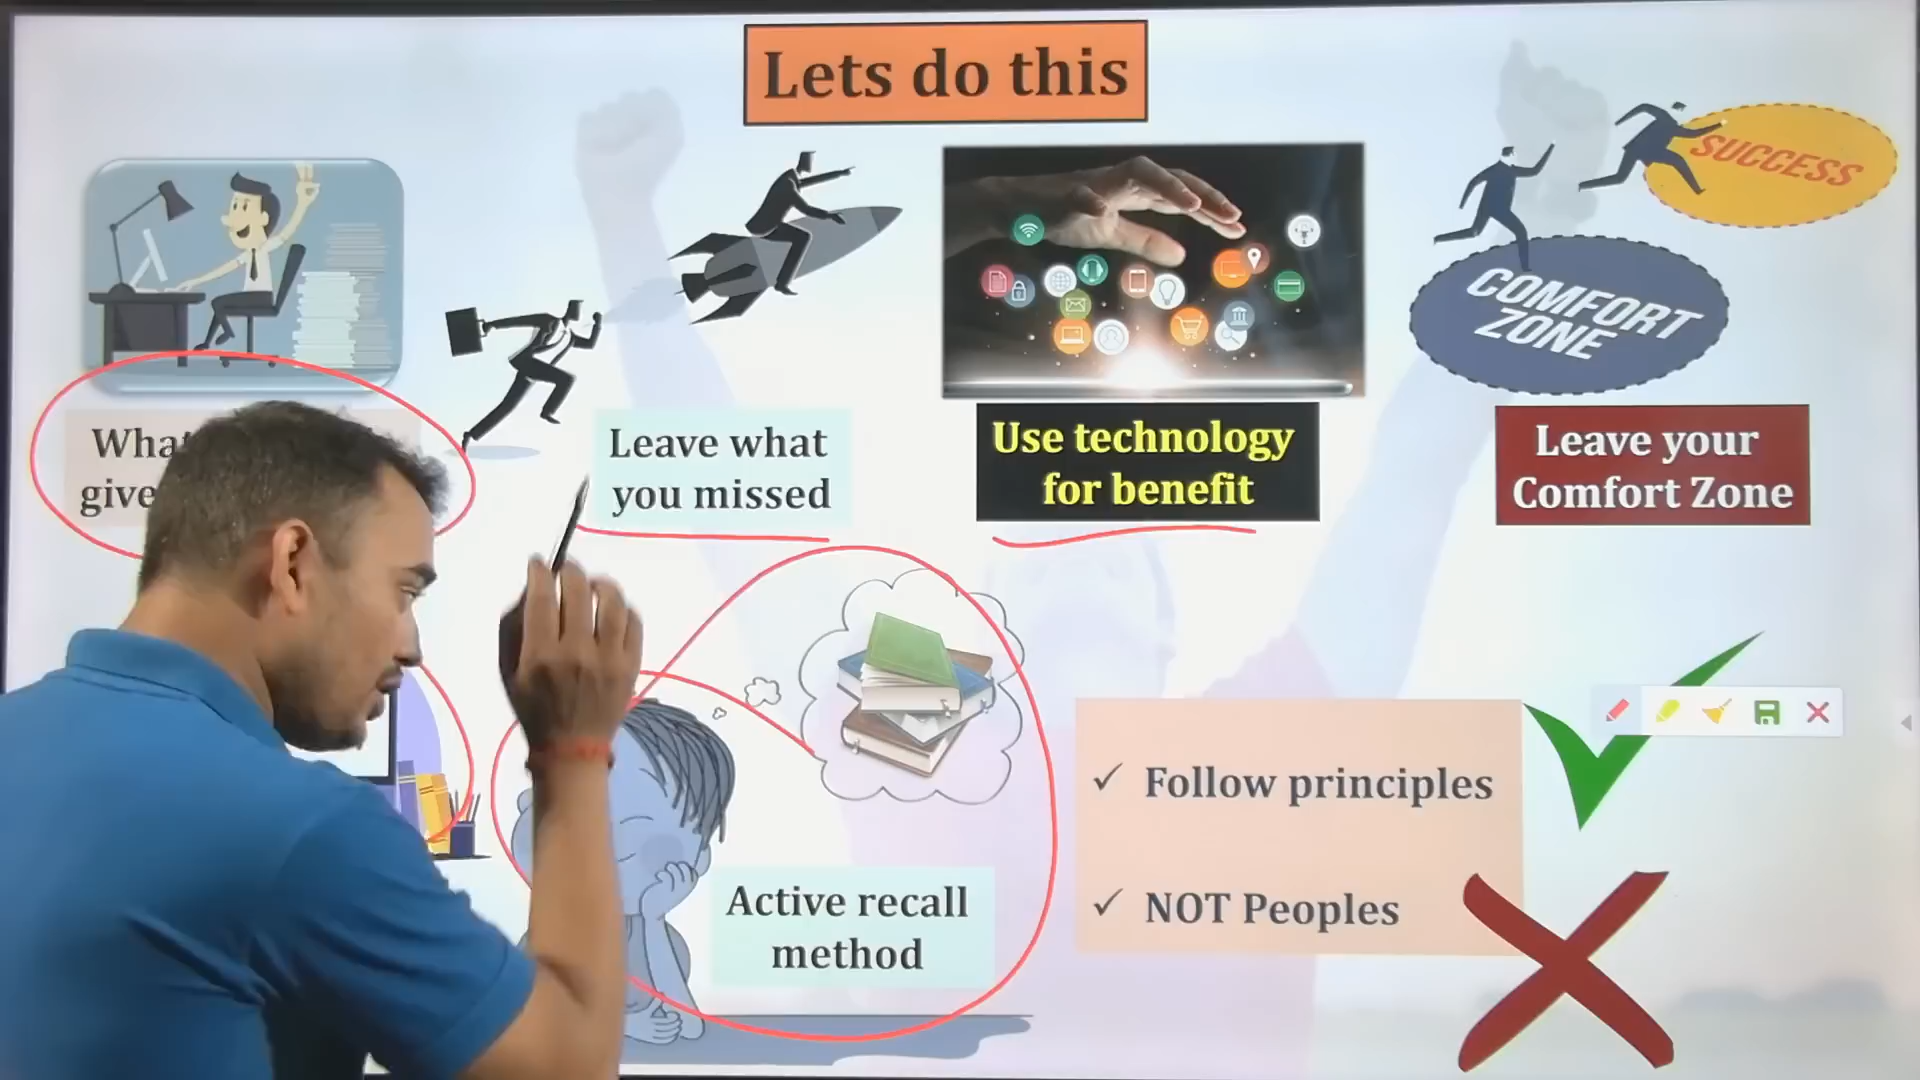 Lets do this
SUCCESS
COMFORT
ZONE
give
Leave what
you missed
Use technology
for benefit
Leave your
Comfort Zone
Active recall
method
✓ Follow principles
✓ NOT Peoples